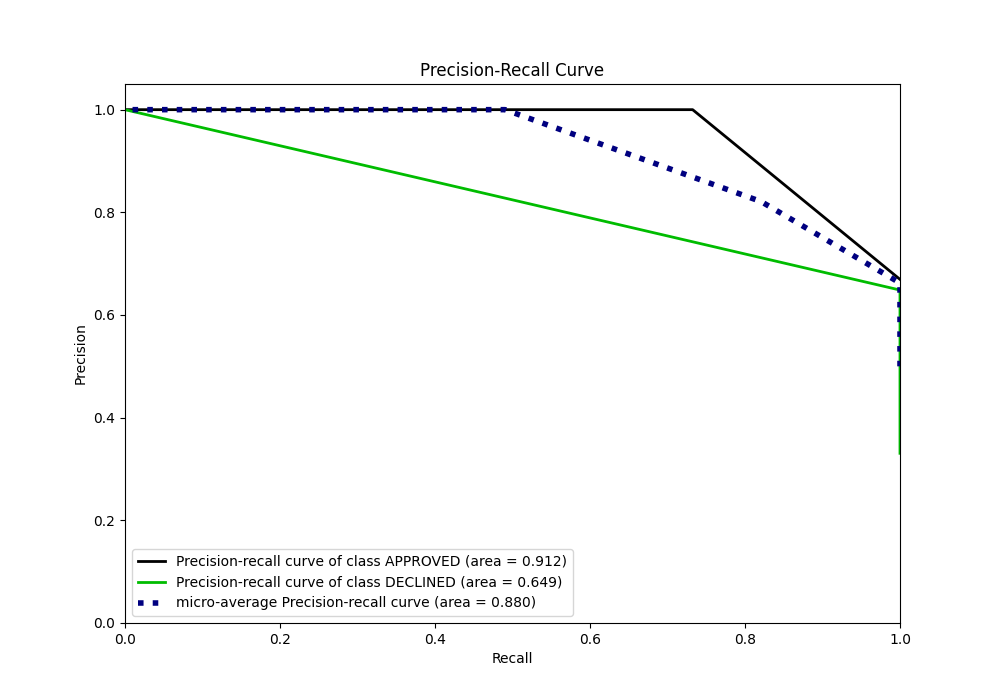 Precision-Recall Curve
1.0
0.8
0.6
0.4
0.2
0.0
Precision
Precision-recall curve of class APPROVED (area = 0.912)
Precision-recall curve of class DECLINED (area = 0.649)
micro-average Precision-recall curve (area = 0.880)
0.0 0.2 0.4 0.6 0.8 1.0
Recall